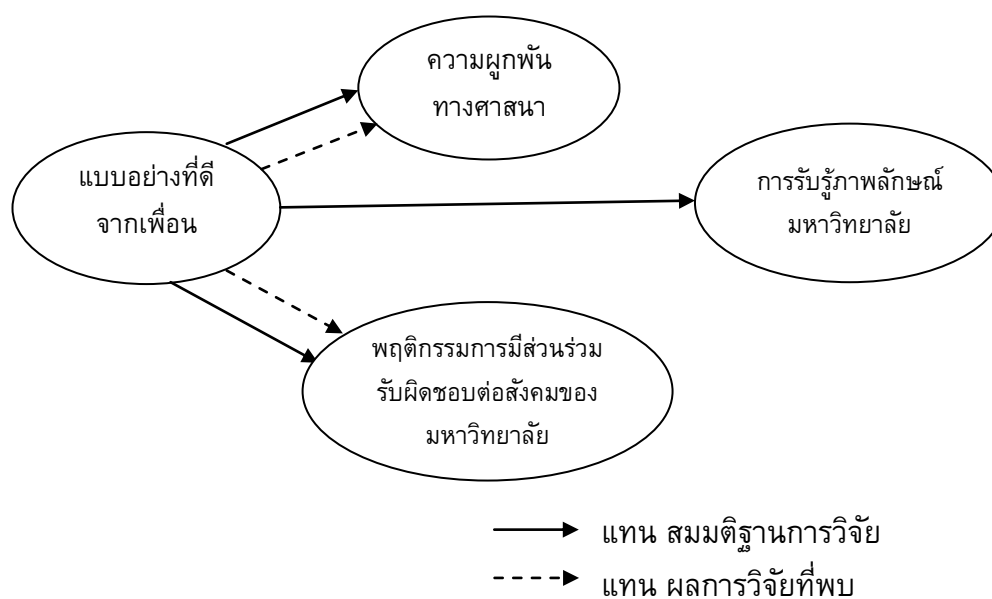 ความผูกพัน
ทางศาสนา
แบบอย่างที่ดี
จากเพื่อน
การรับรู้ภาพลักษณ์
มหาวิทยาลัย
พฤติกรรมการมีส่วนร่วม
รับผิดชอบต่อสังคมของ
มหาวิทยาลัย
แทน สมมติฐานการวิจัย
แทน ผลการวิจัยที่พบ